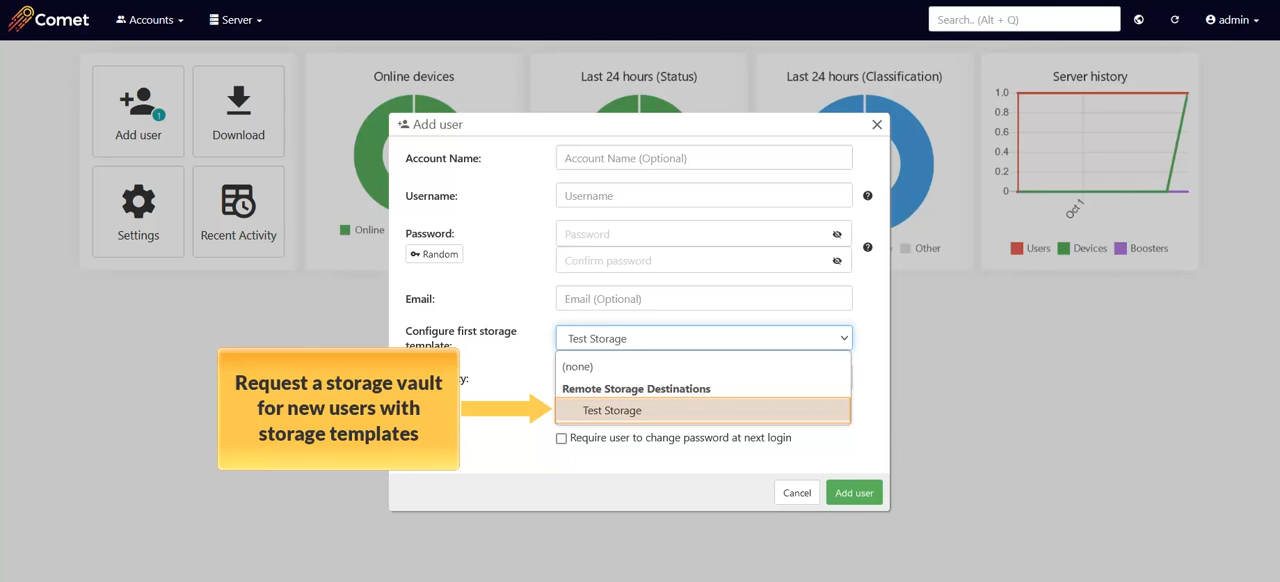 Comet
Accounts
Server
Search.. (Alt + Q)
admin
Add user
1
Download
Settings
Recent Activity
Online devices
Online
Last 24 hours (Status)
Last 24 hours (Classification)
Other
Server history
1.0
0.8
0.6
0.4
0.2
0
Oct 1
Users
Devices
Boosters
Add user
Account Name:
Account Name (Optional)
Username:
Username
Password:
Random
Password
Confirm password
Email:
Email (Optional)
Configure first storage
template:
Test Storage
(none)
Remote Storage Destinations
Test Storage
Require user to change password at next login
Cancel
Add user
Request a storage vault
for new users with
storage templates